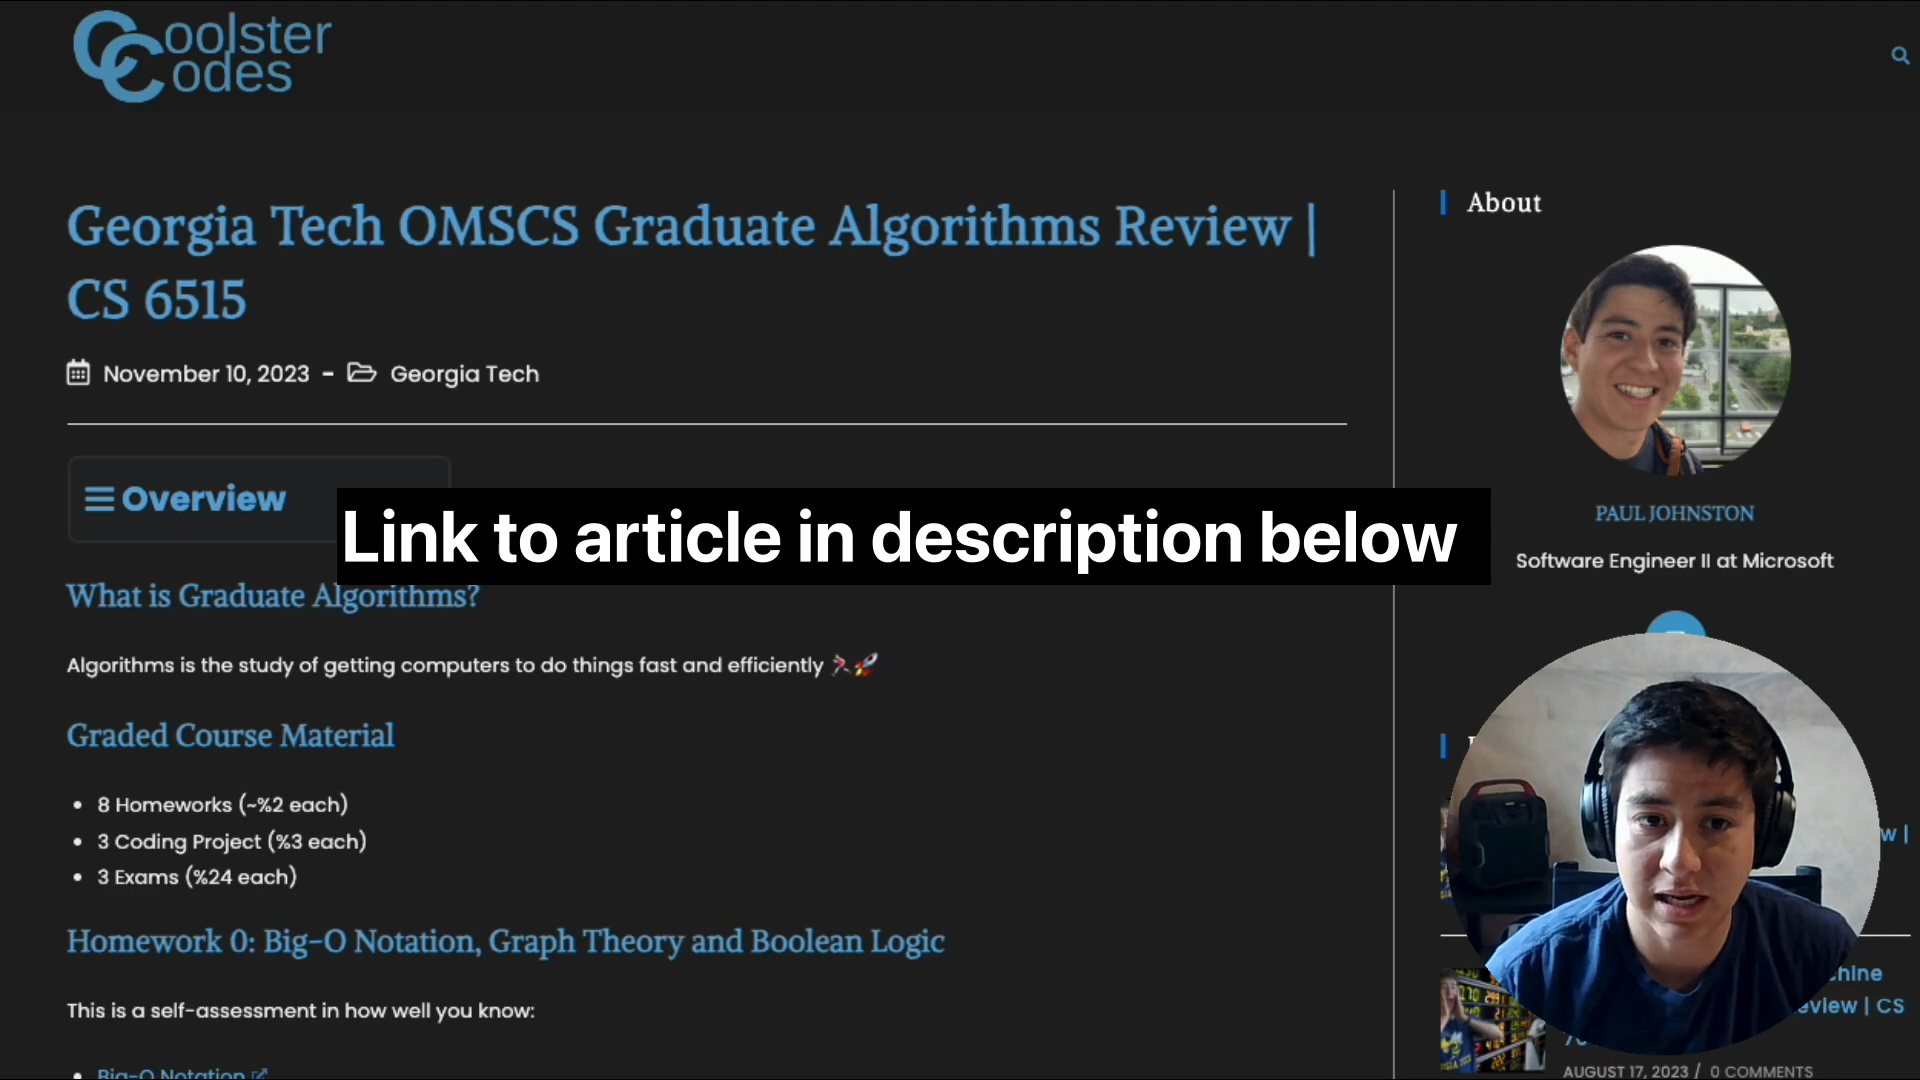 Coolster
Codes
Georgia Tech OMSCS Graduate Algorithms Review |
CS 6515
November 10, 2023 - Georgia Tech
Overview
Link to article in description below
What is Graduate Algorithms?
Algorithms is the study of getting computers to do things fast and efficiently
Graded Course Material
• 8 Homeworks (~%2 each)
• 3 Coding Project (%3 each)
• 3 Exams (%24 each)
Homework 0: Big-O Notation, Graph Theory and Boolean Logic
This is a self-assessment in how well you know:
• Big-O Notation
About
PAUL JOHNSTON
Software Engineer II at Microsoft
| CS
AUGUST 17, 2023 / 0 COMMENTS